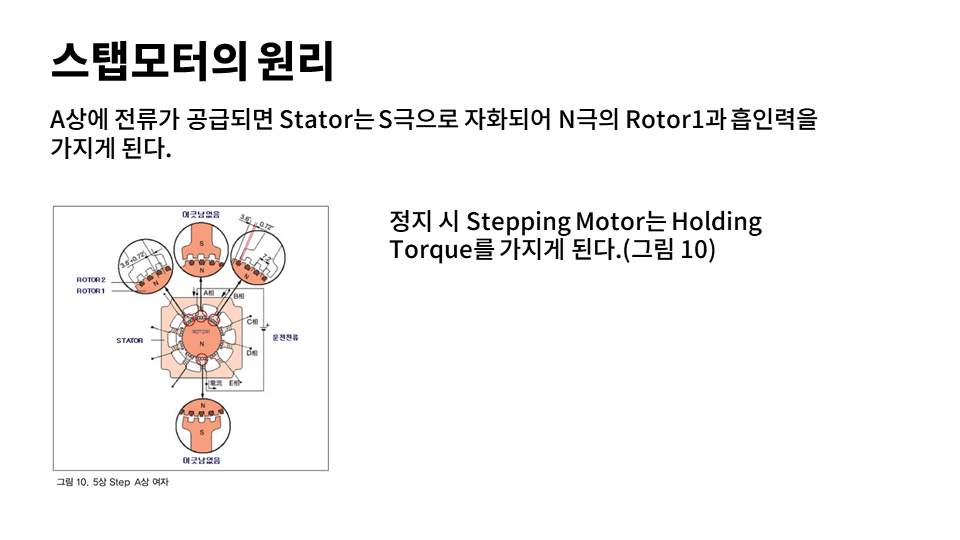 스탭모터의 원리
A상에 전류가 공급되면 Stator는 S극으로 자화되어 N극의 Rotor1과 흡인력을
가지게 된다.
정지 시 Stepping Motor는 Holding
Torque를 가지게 된다.(그림 10)
어긋남없음
3.6°
0.72°
S
3.6°+0.72°
7.2°
N
N
N
ROTOR2
ROTOR1
A相
B相
C相
ROTOR1
STATOR
N
운전전류
D相
電流
E相
N
S
어긋남없음
그림 10. 5상 Step A상 여자